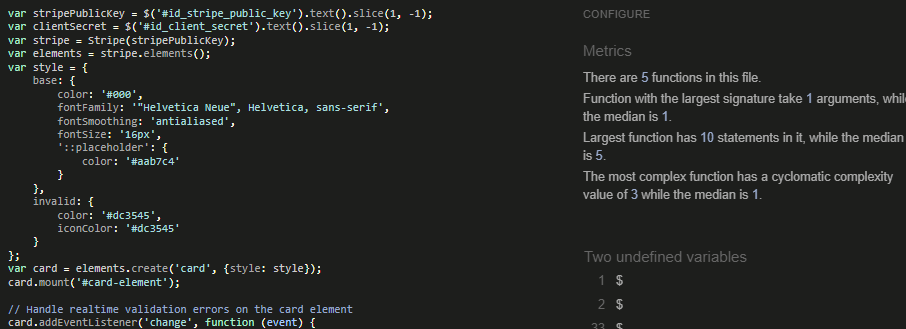 var stripePublicKey = $('#id_stripe_public_key').text().slice(1, -1);
var clientSecret = $('#id_client_secret').text().slice(1, -1);
var stripe = Stripe(stripePublicKey);
var elements = stripe.elements();
var style = {
    base: {
        color: '#000',
        fontFamily: '"Helvetica Neue", Helvetica, sans-serif',
        fontSmoothing: 'antialiased',
        fontSize: '16px',
        '::placeholder': {
            color: '#aab7c4'
        }
    },
    invalid: {
        color: '#dc3545',
        iconColor: '#dc3545'
    }
};
var card = elements.create('card', {style: style});
card.mount('#card-element');

// Handle realtime validation errors on the card element
card.addEventListener('change', function (event) {
CONFIGURE
Metrics
There are 5 functions in this file.
Function with the largest signature take 1 arguments, whil
the median is 1.
Largest function has 10 statements in it, while the median
is 5.
The most complex function has a cyclomatic complexity
value of 3 while the median is 1.
Two undefined variables
1 $
2 $
33 $